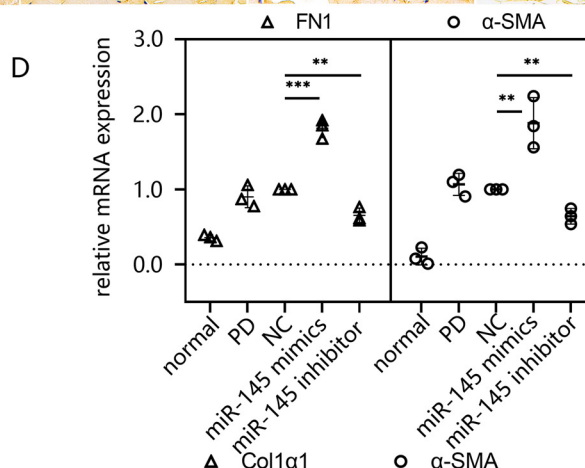 FN1 α-SMA
D
relative mRNA expression
3.0
2.0
1.0
0.0
** **
*** **
normal PD NC miR-145 mimics miR-145 inhibitor normal PD NC miR-145 mimics miR-145 inhibitor
Col1α1 α-SMA